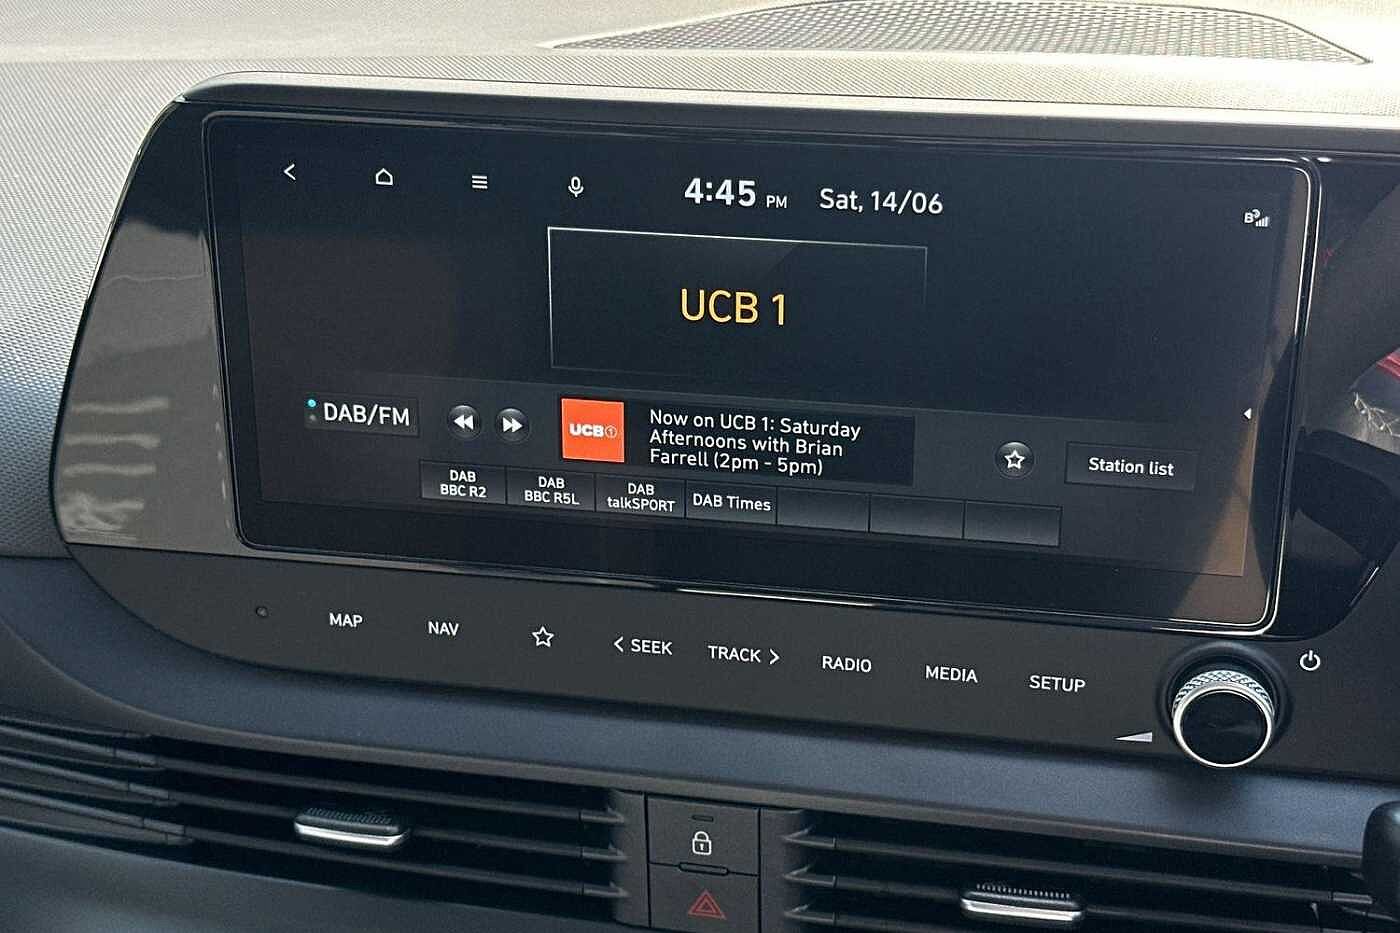 4:45 PM Sat, 14/06
UCB 1
DAB/FM
UCB1
Now on UCB 1: Saturday
Afternoons with Brian
Farrell (2pm - 5pm)
Station list
DAB
BBC R2
DAB
BBC R5L
DAB
talkSPORT
DAB Times
MAP
NAV
< SEEK
TRACK >
RADIO
MEDIA
SETUP